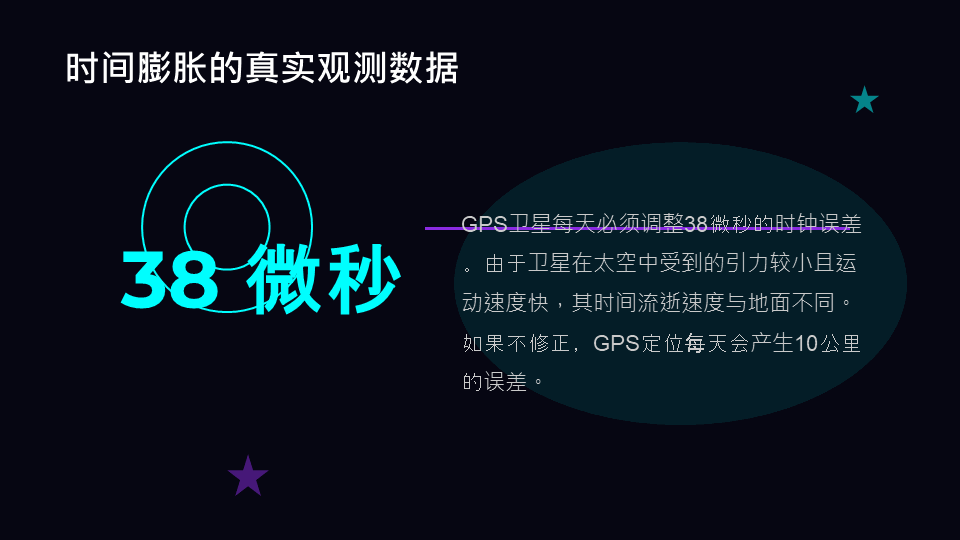 时间膨胀的真实观测数据
38 微秒
GPS卫星每天必须调整38微秒的时钟误差
。由于卫星在太空中受到的引力较小且运
动速度快，其时间流逝速度与地面不同。
如果不修正，GPS定位每天会产生10公里
的误差。